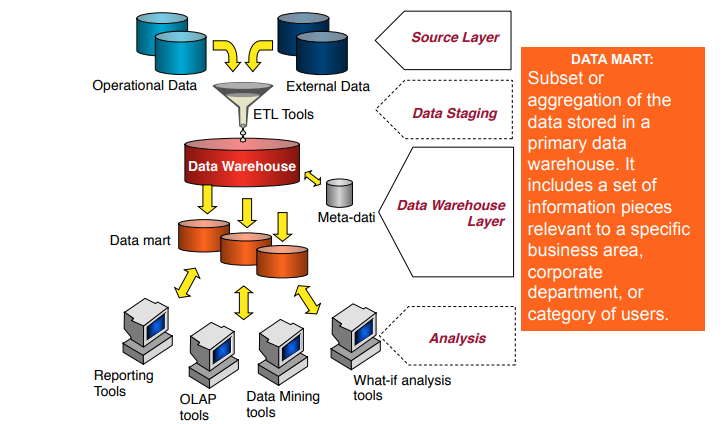 Source Layer
Operational Data
External Data
ETL Tools
Data Staging
Data Warehouse
Meta-dati
Data Warehouse
Layer
Data mart
Analysis
Reporting
Tools
OLAP
tools
Data Mining
tools
What-if analysis
tools
DATA MART:
Subset or
aggregation of the
data stored in a
primary data
warehouse. It
includes a set of
information pieces
relevant to a specific
business area,
corporate
department, or
category of users.